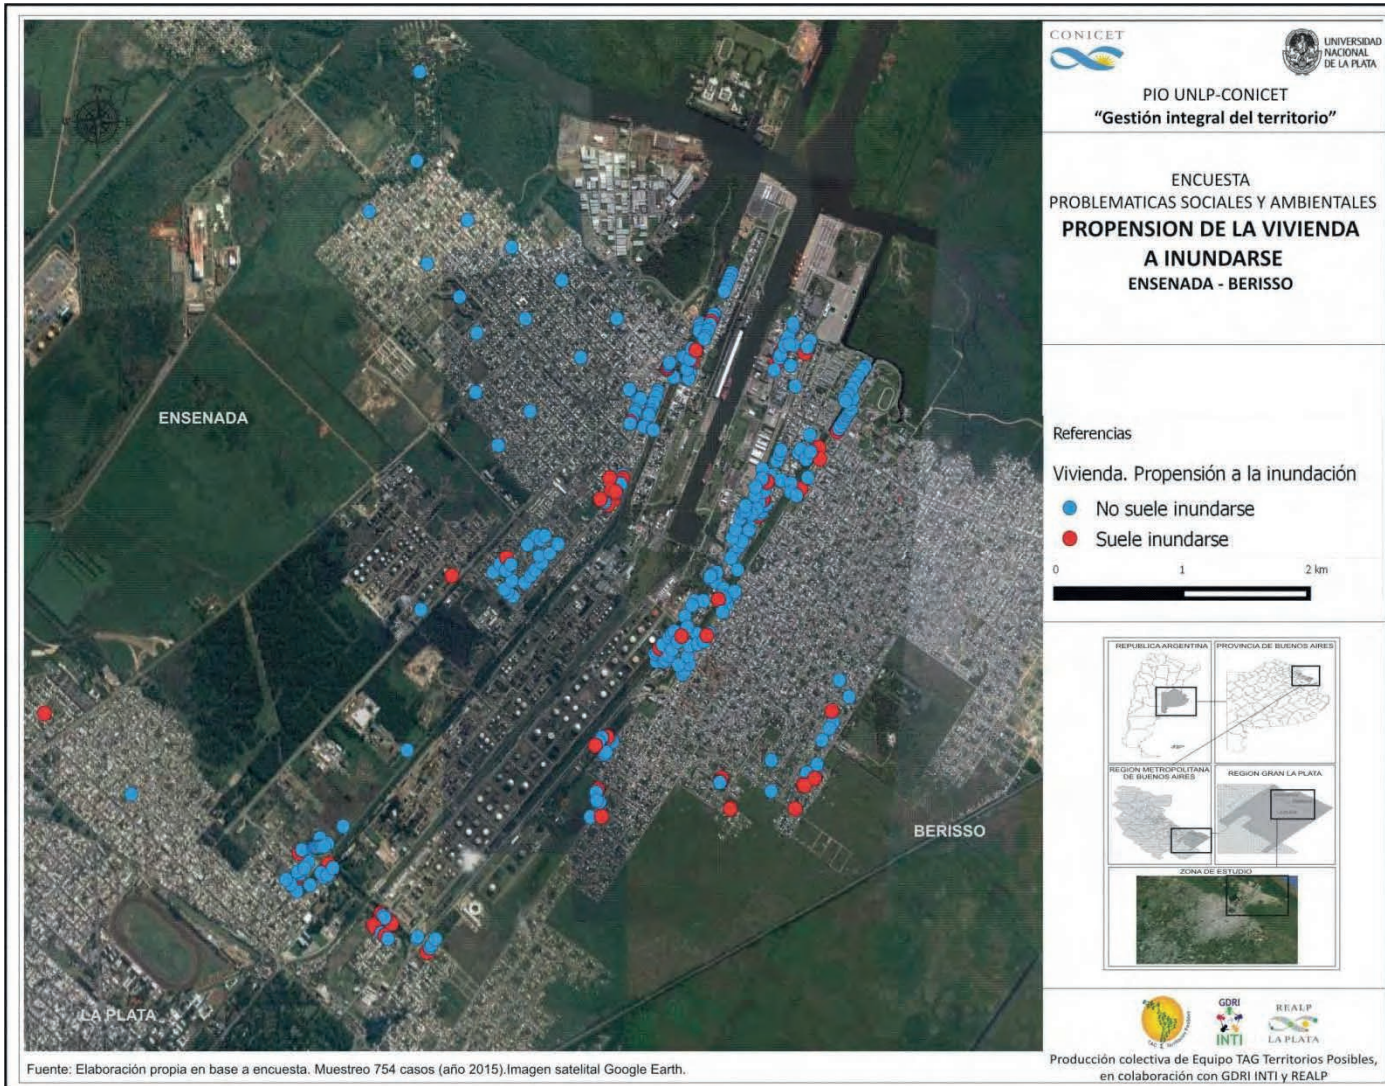 CONICET
UNIVERSIDAD
NACIONAL
DE LA PLATA
PIO UNLP-CONICET
“Gestión integral del territorio”
ENCUESTA
PROBLEMATICAS SOCIALES Y AMBIENTALES
PROPENSION DE LA VIVIENDA
A INUNDARSE
ENSENADA - BERISSO
Referencias
Vivienda. Propensión a la inundación
No suele inundarse
Suele inundarse
0 1 2 km
REPUBLICA ARGENTINA
PROVINCIA DE BUENOS AIRES
REGION METROPOLITANA
DE BUENOS AIRES
REGION GRAN LA PLATA
ZONA DE ESTUDIO
GDRI
INTI
REALP
LA PLATA
Producción colectiva de Equipo TAG Territorios Posibles,
en colaboración con GDRI INTI y REALP
ENSENADA
BERISSO
LA PLATA
Fuente: Elaboración propia en base a encuesta. Muestreo 754 casos (año 2015).Imagen satelital Google Earth.